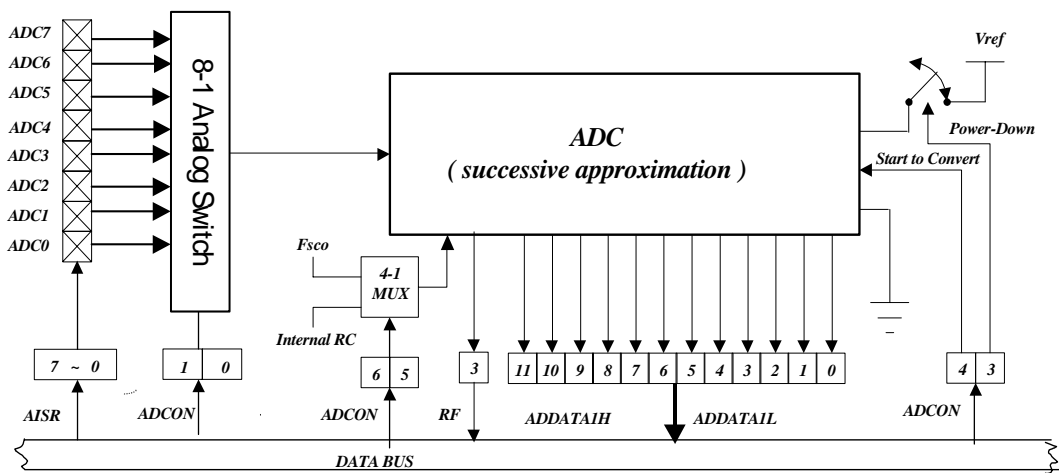 ADC7
ADC6
ADC5
ADC4
ADC3
ADC2
ADC1
ADC0
8-1 Analog Switch
ADC
( successive approximation )
Vref
Power-Down
Start to Convert
Fsco
4-1
MUX
Internal RC
7 ~ 0
1 0
6 5
3
11 10 9 8 7 6 5 4 3 2 1 0
4 3
AISR
ADCON
ADCON
RF
ADDATA1H
ADDATA1L
ADCON
DATA BUS